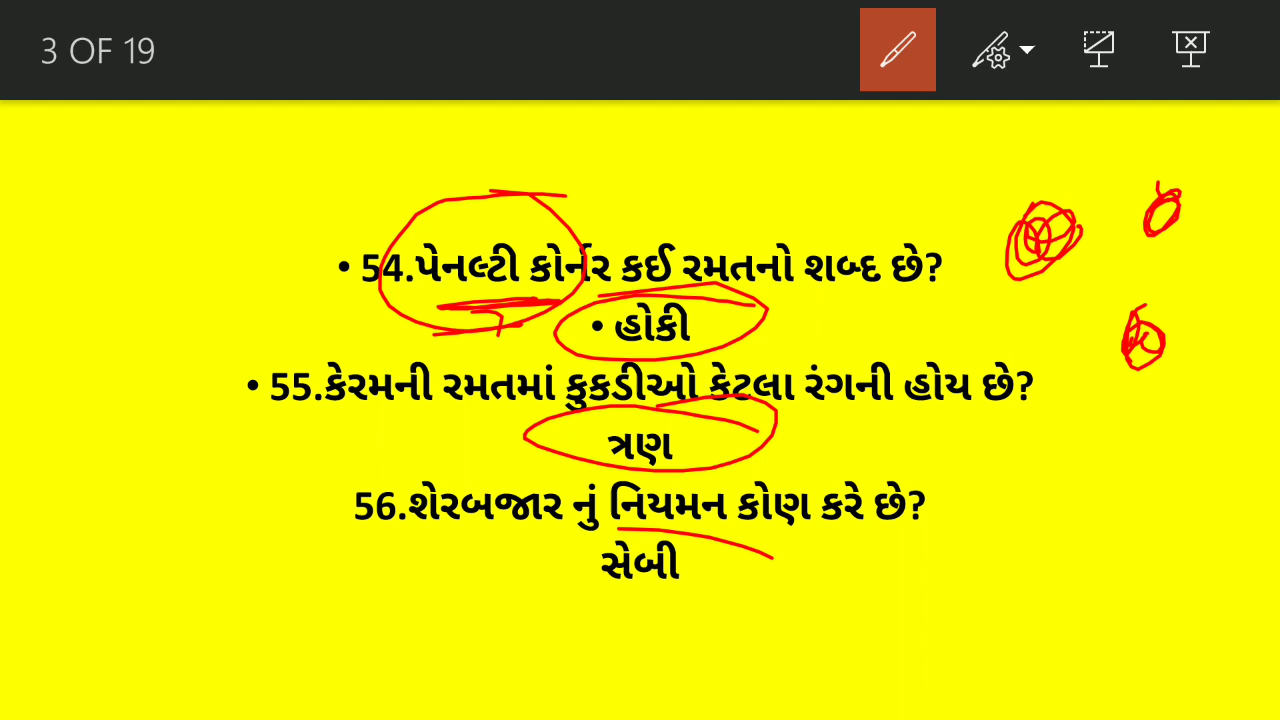 3 OF 19
• 54.પેનલ્ટી કોર્નર કઈ રમતનો શબ્દ છે?
• હોકી
• 55.કેરમની રમતમાં કુકડીઓ કેટલા રંગની હોય છે?
ત્રણ
56.શેરબજાર નું નિયમન કોણ કરે છે?
સેબી